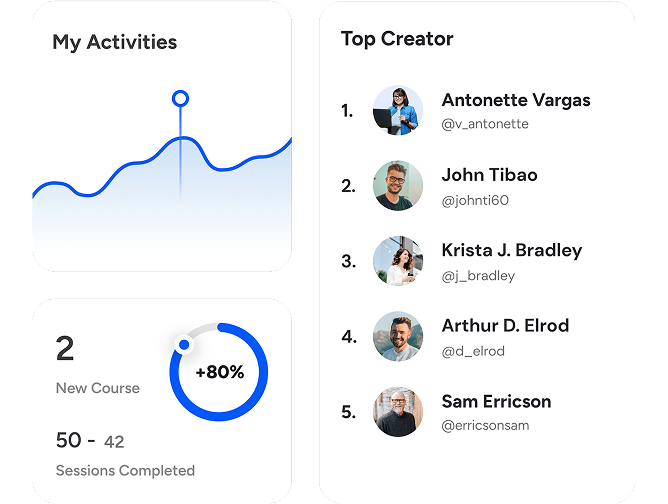 My Activities
2
New Course
+80%
50 - 42
Sessions Completed
Top Creator
1.
Antonette Vargas
@v_antonette
2.
John Tibao
@johnti60
3.
Krista J. Bradley
@j_bradley
4.
Arthur D. Elrod
@d_elrod
5.
Sam Erricson
@erricsonsam